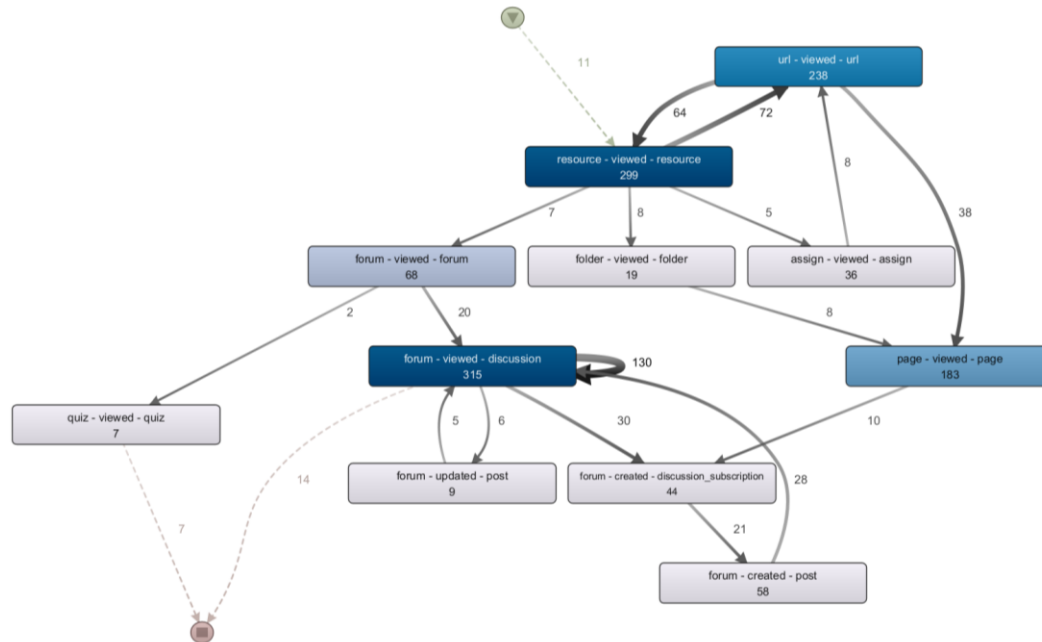 11
url - viewed - url
238
64
72
resource - viewed - resource
299
8
38
7
8
5
forum - viewed - forum
68
folder - viewed - folder
19
assign - viewed - assign
36
2
20
8
forum - viewed - discussion
315
130
page - viewed - page
183
quiz - viewed - quiz
7
5
6
30
10
forum - updated - post
9
forum - created - discussion_subscription
44
14
28
7
21
forum - created - post
58